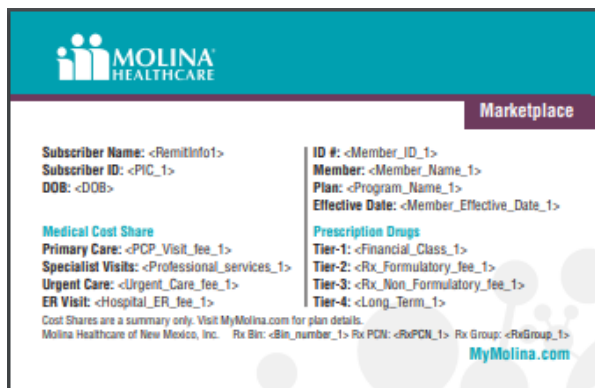 MOLINA
HEALTHCARE
Marketplace
Subscriber Name: <RemitInfo1>
Subscriber ID: <PIC_1>
DOB: <DOB>
ID #: <Member_ID_1>
Member: <Member_Name_1>
Plan: <Program_Name_1>
Effective Date: <Member_Effective_Date_1>
Medical Cost Share
Primary Care: <PCP_Visit_fee_1>
Specialist Visits: <Professional_services_1>
Urgent Care: <Urgent_Care_fee_1>
ER Visit: <Hospital_ER_fee_1>
Prescription Drugs
Tier-1: <Financial_Class_1>
Tier-2: <Rx_Formulatory_fee_1>
Tier-3: <Rx_Non_Formulatory_fee_1>
Tier-4: <Long_Term_1>
Cost Shares are a summary only. Visit MyMolina.com for plan details.
Molina Healthcare of New Mexico, Inc. Rx Bin: <Bin_number_1> Rx PCN: <RxPCN_1> Rx Group: <RxGroup_1>
MyMolina.com